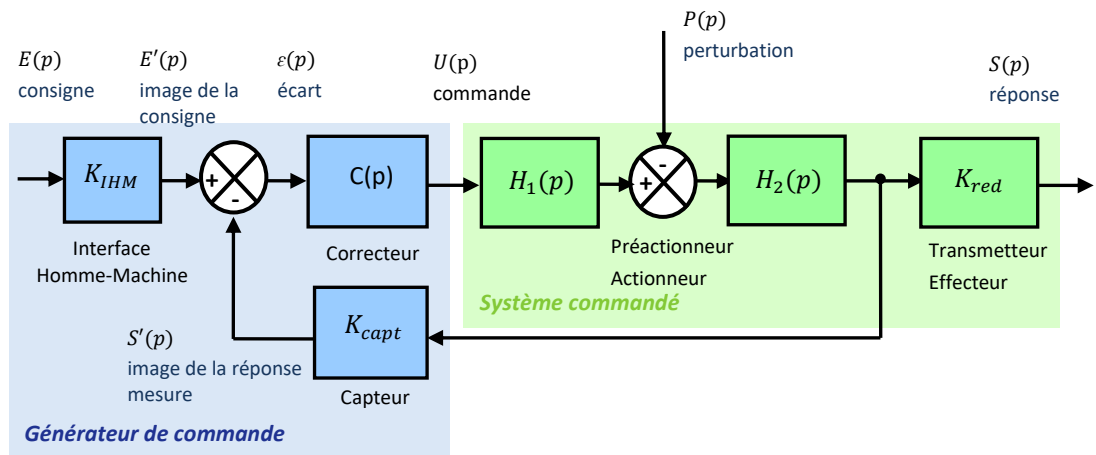 E(p)
consigne
E'(p)
image de la
consigne
ε(p)
écart
U(p)
commande
P(p)
perturbation
S(p)
réponse
K_IHM
+
-
C(p)
H_1(p)
-
+
H_2(p)
K_red
Interface
Homme-Machine
Correcteur
Préactionneur
Actionneur
Transmetteur
Effecteur
Système commandé
K_capt
S'(p)
image de la réponse
mesure
Capteur
Générateur de commande